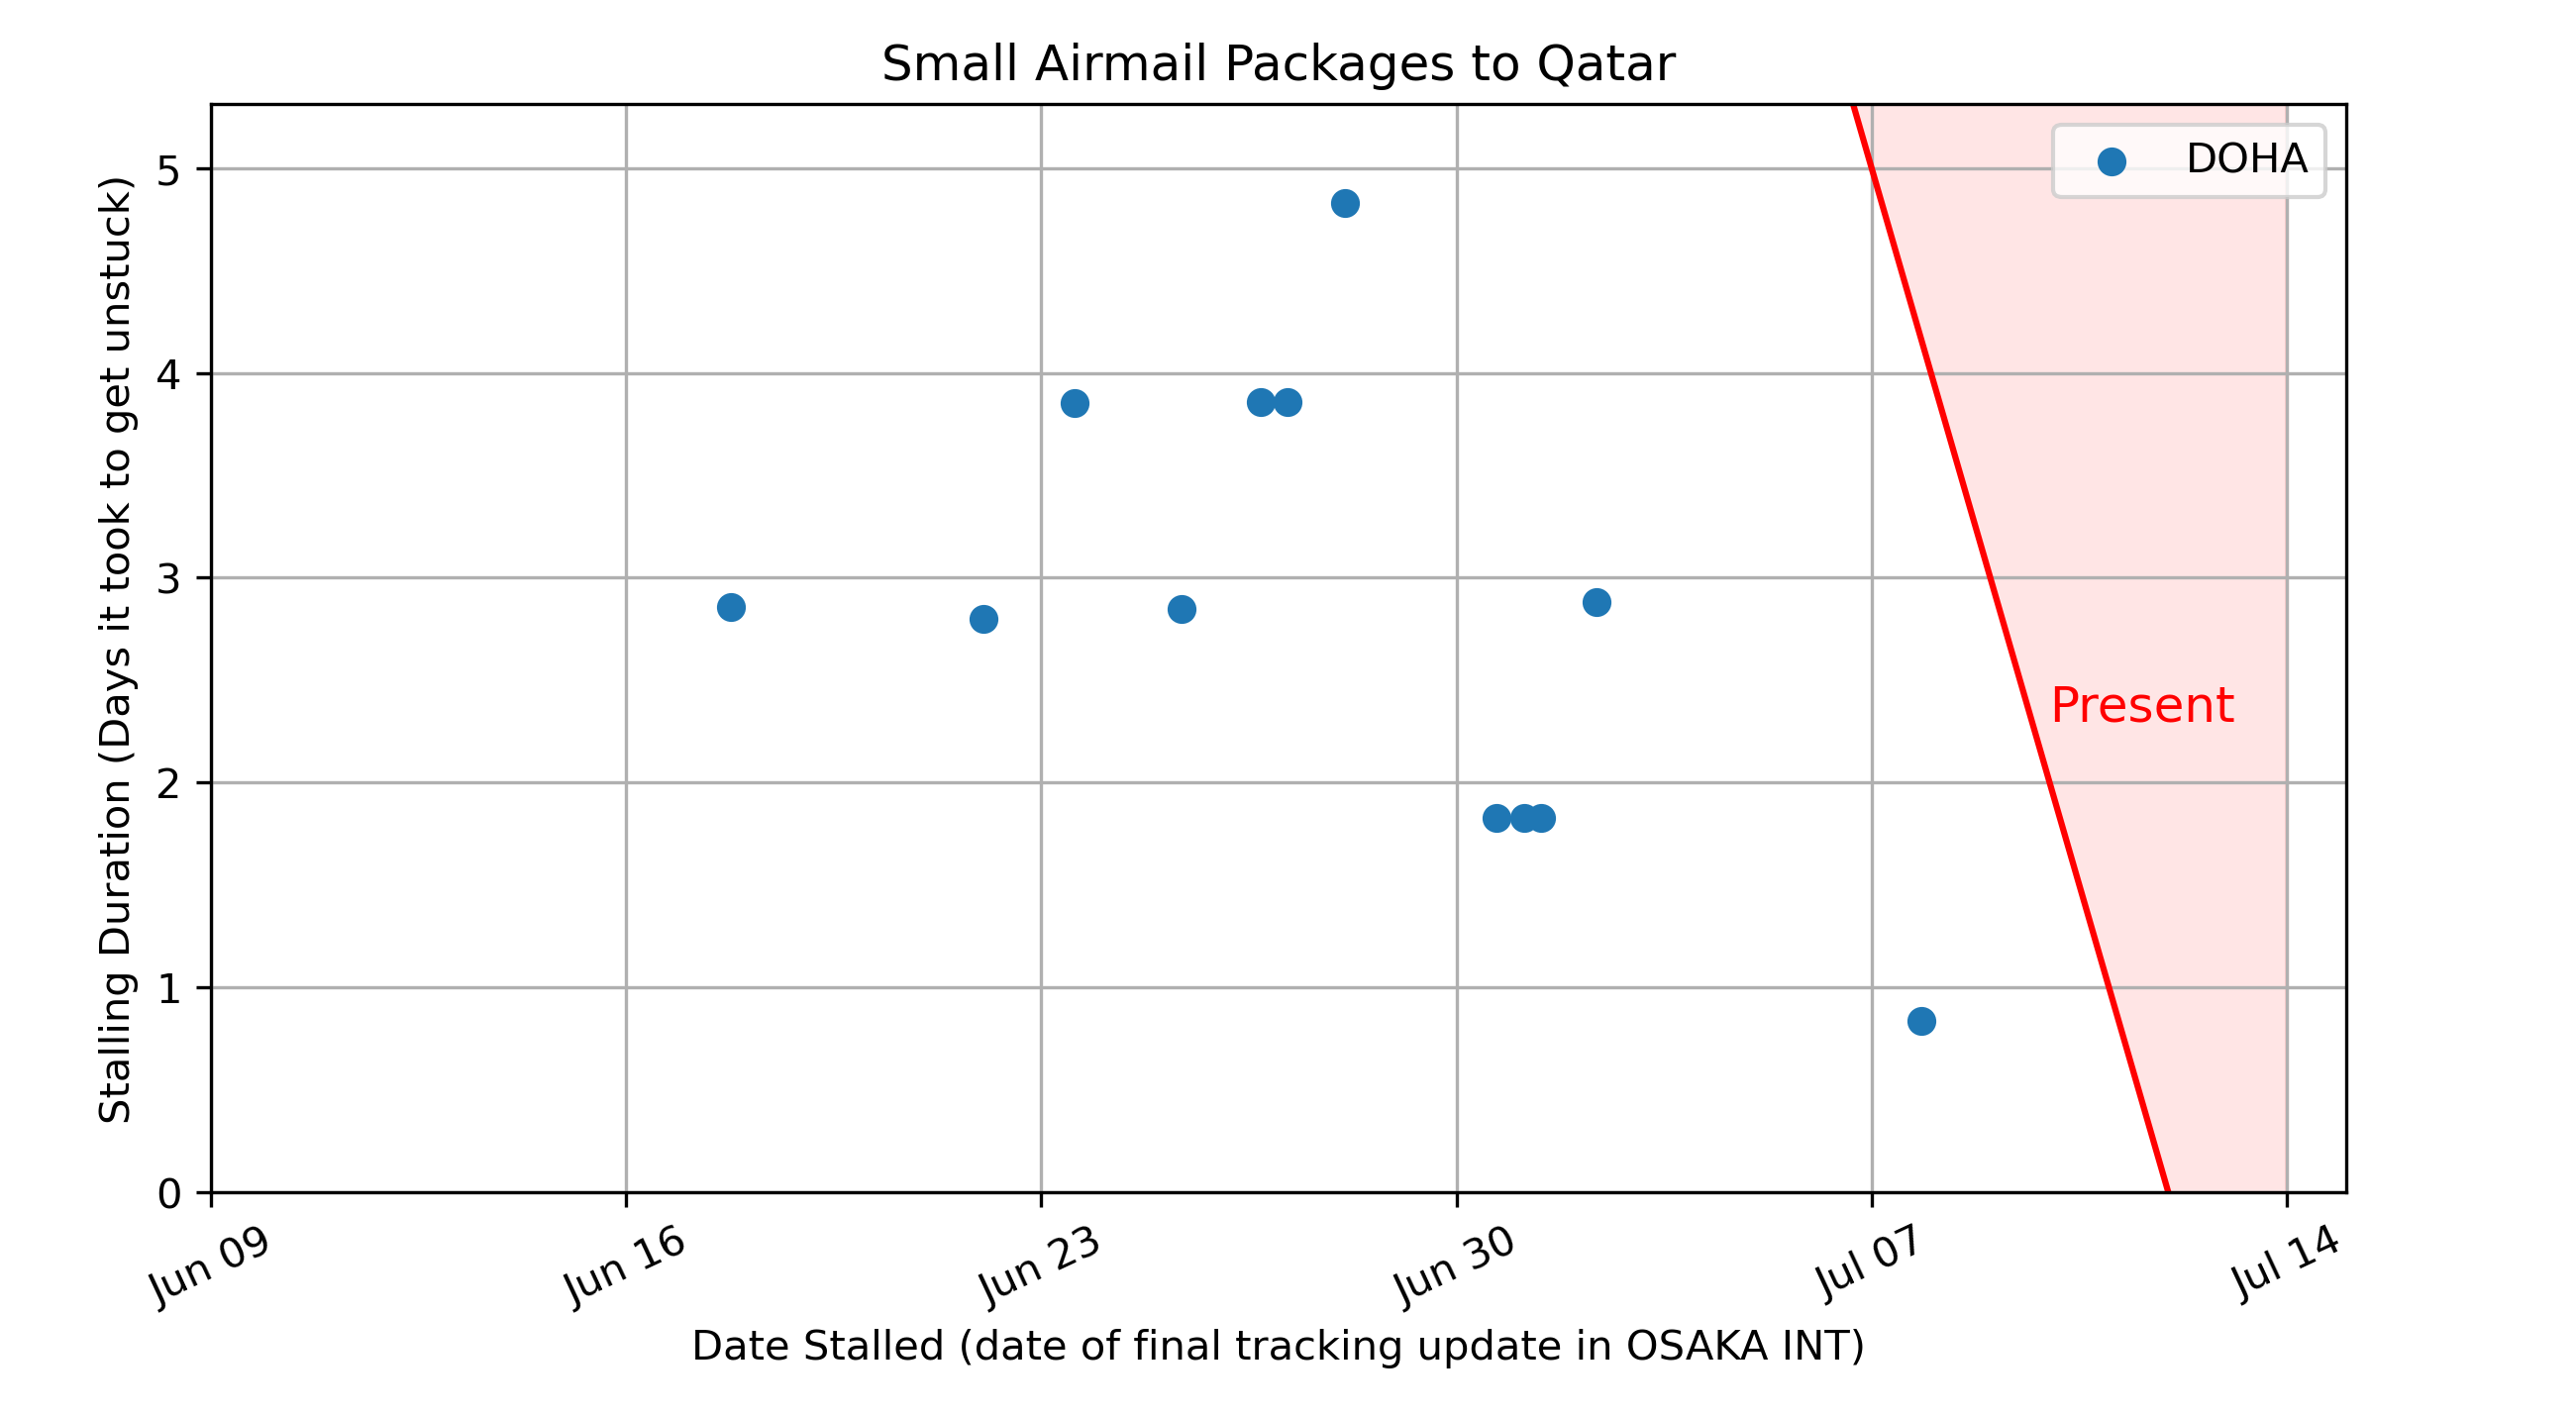 Small Airmail Packages to Qatar
DOHA
Present
Stalling Duration (Days it took to get unstuck)
5
4
3
2
1
0
Jun 09
Jun 16
Jun 23
Jun 30
Jul 07
Jul 14
Date Stalled (date of final tracking update in OSAKA INT)